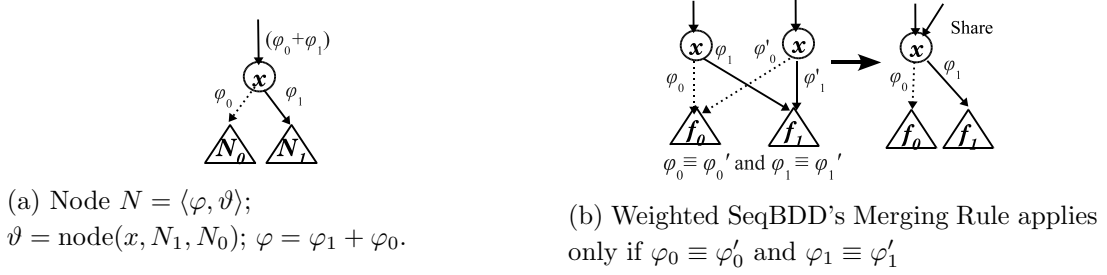 (φ₀+φ₁)
x
φ₀ φ₁
N₀ N₁
(a) Node N = ⟨φ, ϑ⟩;
ϑ = node(x, N₁, N₀); φ = φ₁ + φ₀.
x φ₁ φ'₀ x
φ₀ φ'₁
f₀ f₁
φ₀ ≡ φ₀' and φ₁ ≡ φ₁'
Share
x
φ₀ φ₁
f₀ f₁
(b) Weighted SeqBDD's Merging Rule applies
only if φ₀ ≡ φ′₀ and φ₁ ≡ φ′₁